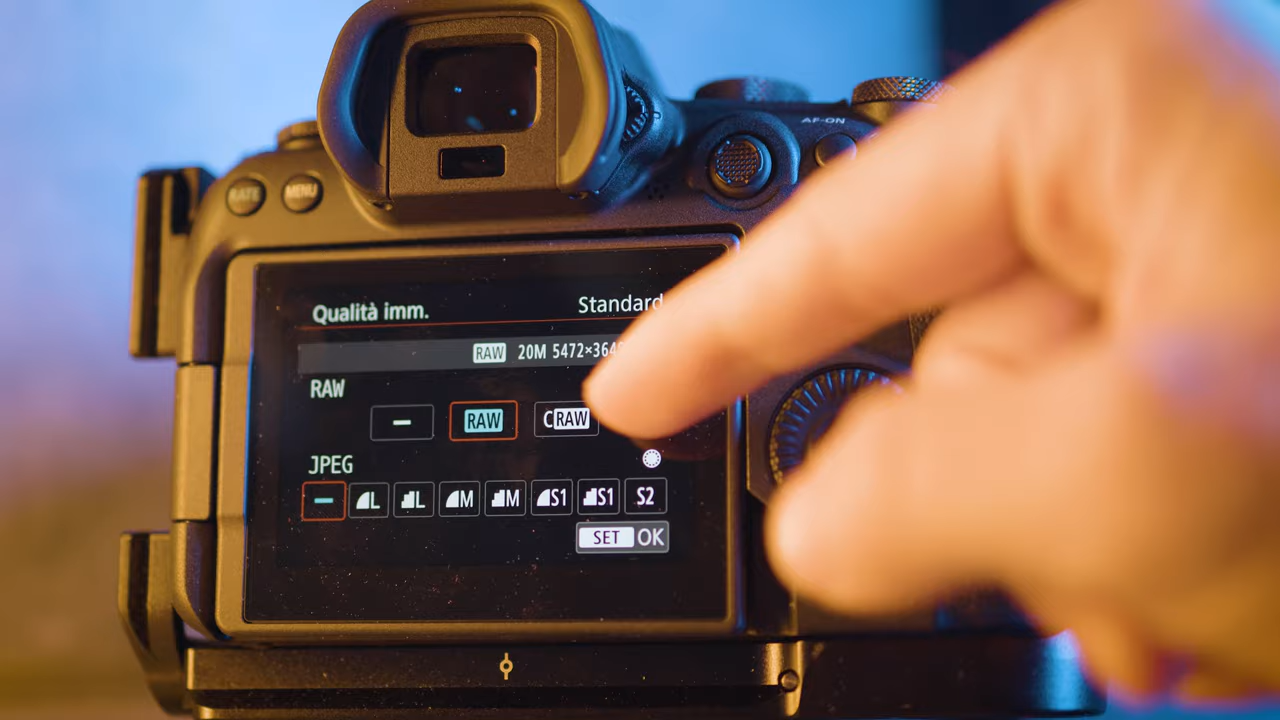 AF-ON
RATE MENU
Qualità imm. Standard
RAW 20M 5472×364
RAW
RAW CRAW
JPEG
L L M M S1 S1 S2
SET OK